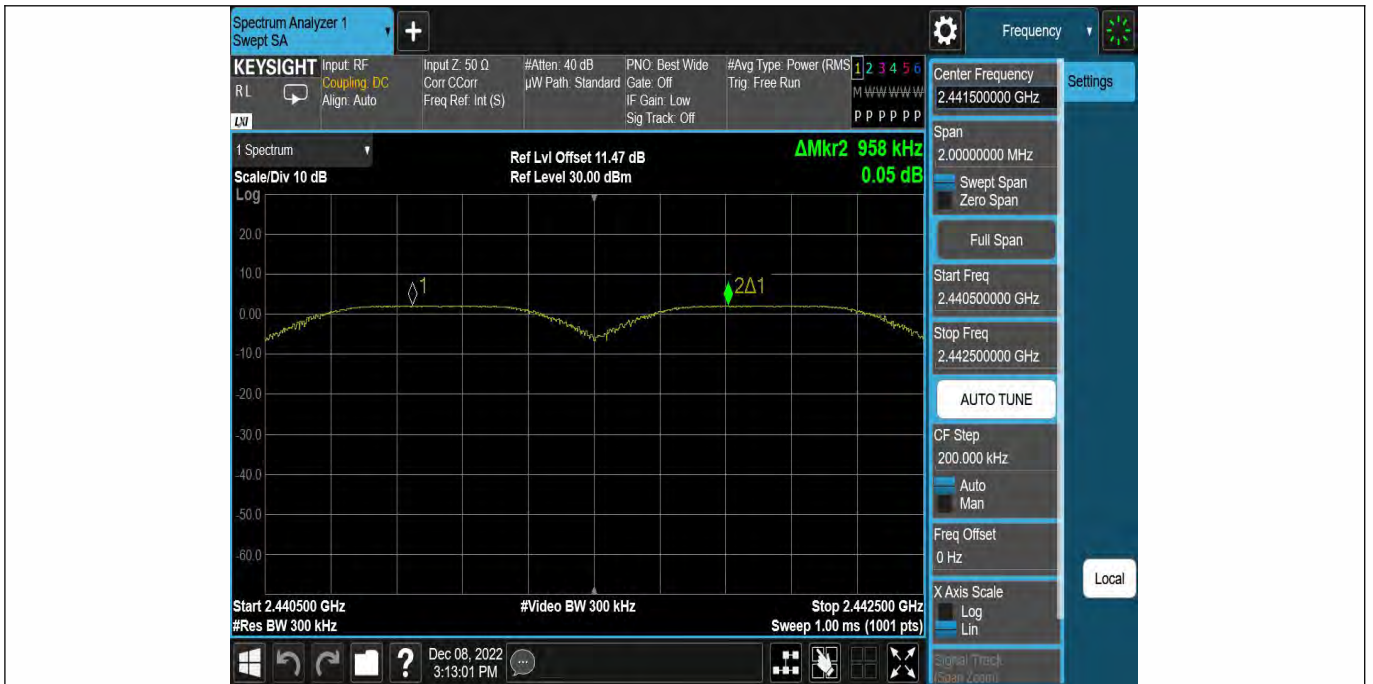 Spectrum Analyzer 1
Swept SA
+
Frequency
KEYSIGHT
RL
LXI
Input: RF
Coupling: DC
Align: Auto
Input Z: 50 Ω
Corr CCorr
Freq Ref: Int (S)
#Atten: 40 dB
µW Path: Standard
PNO: Best Wide
Gate: Off
IF Gain: Low
Sig Track: Off
#Avg Type: Power (RMS
Trig: Free Run
1 2 3 4 5 6
M W W W W W
P P P P P P
1 Spectrum
Scale/Div 10 dB
Log
Ref Lvl Offset 11.47 dB
Ref Level 30.00 dBm
ΔMkr2 958 kHz
0.05 dB
20.0
10.0
0.00
-10.0
-20.0
-30.0
-40.0
-50.0
-60.0
1
2Δ1
Start 2.440500 GHz
#Res BW 300 kHz
#Video BW 300 kHz
Stop 2.442500 GHz
Sweep 1.00 ms (1001 pts)
Center Frequency
2.441500000 GHz
Settings
Span
2.00000000 MHz
Swept Span
Zero Span
Full Span
Start Freq
2.440500000 GHz
Stop Freq
2.442500000 GHz
AUTO TUNE
CF Step
200.000 kHz
Auto
Man
Freq Offset
0 Hz
X Axis Scale
Log
Lin
Signal Track
(Span Zoom)
Local
?
Dec 08, 2022
3:13:01 PM